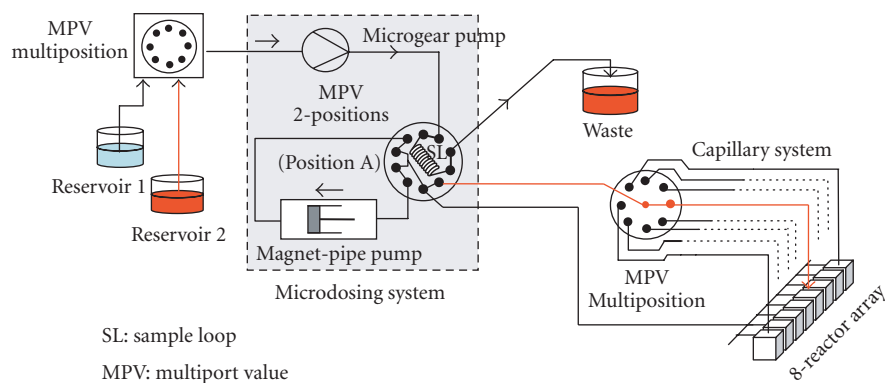 MPV
multiposition
Microgear pump
MPV
2-positions
SL
(Position A)
Waste
Capillary system
Reservoir 1
Reservoir 2
Magnet-pipe pump
Microdosing system
MPV
Multiposition
8-reactor array
SL: sample loop
MPV: multiport value